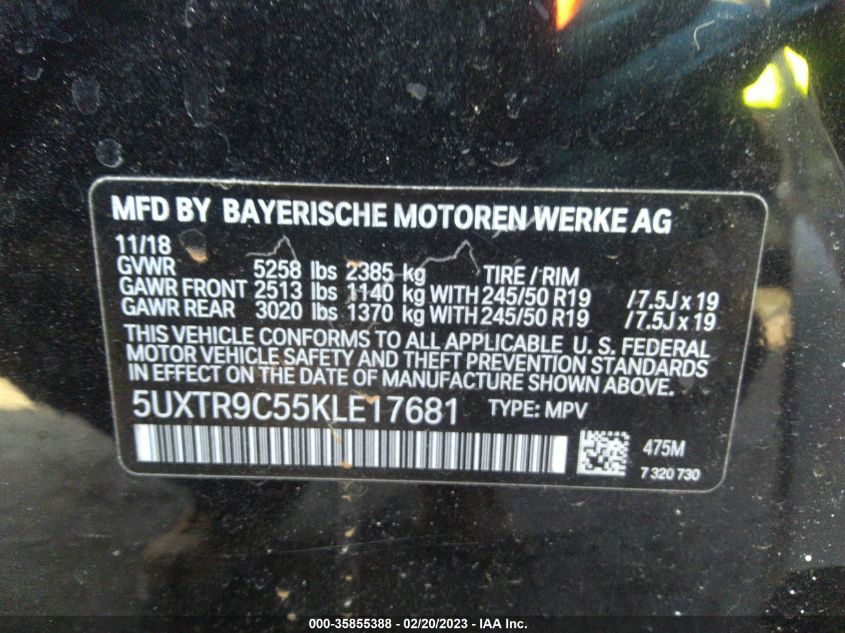 MFD BY BAYERISCHE MOTOREN WERKE AG
11/18
GVWR 5258 lbs 2385 kg TIRE / RIM
GAWR FRONT 2513 lbs 1140 kg WITH 245/50 R19 /7.5J x 19
GAWR REAR 3020 lbs 1370 kg WITH 245/50 R19 /7.5J x 19
THIS VEHICLE CONFORMS TO ALL APPLICABLE U. S. FEDERAL
MOTOR VEHICLE SAFETY AND THEFT PREVENTION STANDARDS
IN EFFECT ON THE DATE OF MANUFACTURE SHOWN ABOVE.
5UXTR9C55KLE17681 TYPE: MPV
475M
7 320 730
000-35855388 - 02/20/2023 - IAA Inc.